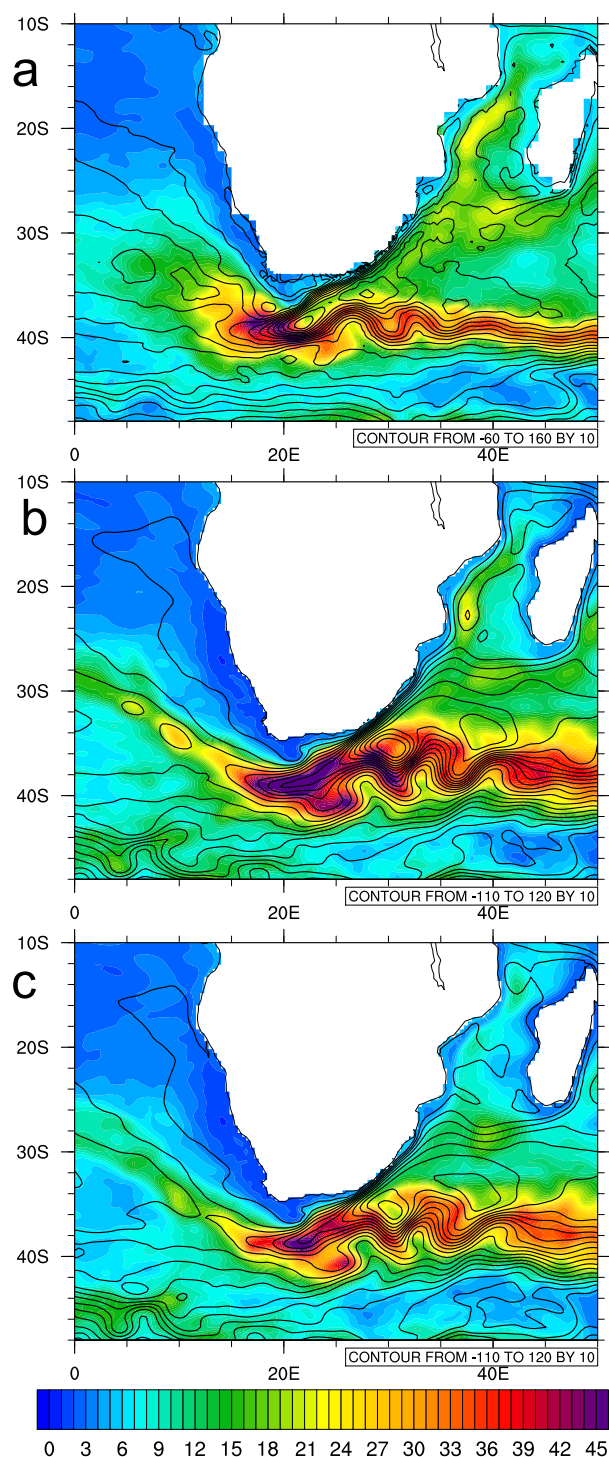 10S
a
20S
30S
40S
CONTOUR FROM -60 TO 160 BY 10
0 20E 40E
10S
b
20S
30S
40S
CONTOUR FROM -110 TO 120 BY 10
0 20E 40E
10S
c
20S
30S
40S
CONTOUR FROM -110 TO 120 BY 10
0 20E 40E
0 3 6 9 12 15 18 21 24 27 30 33 36 39 42 45